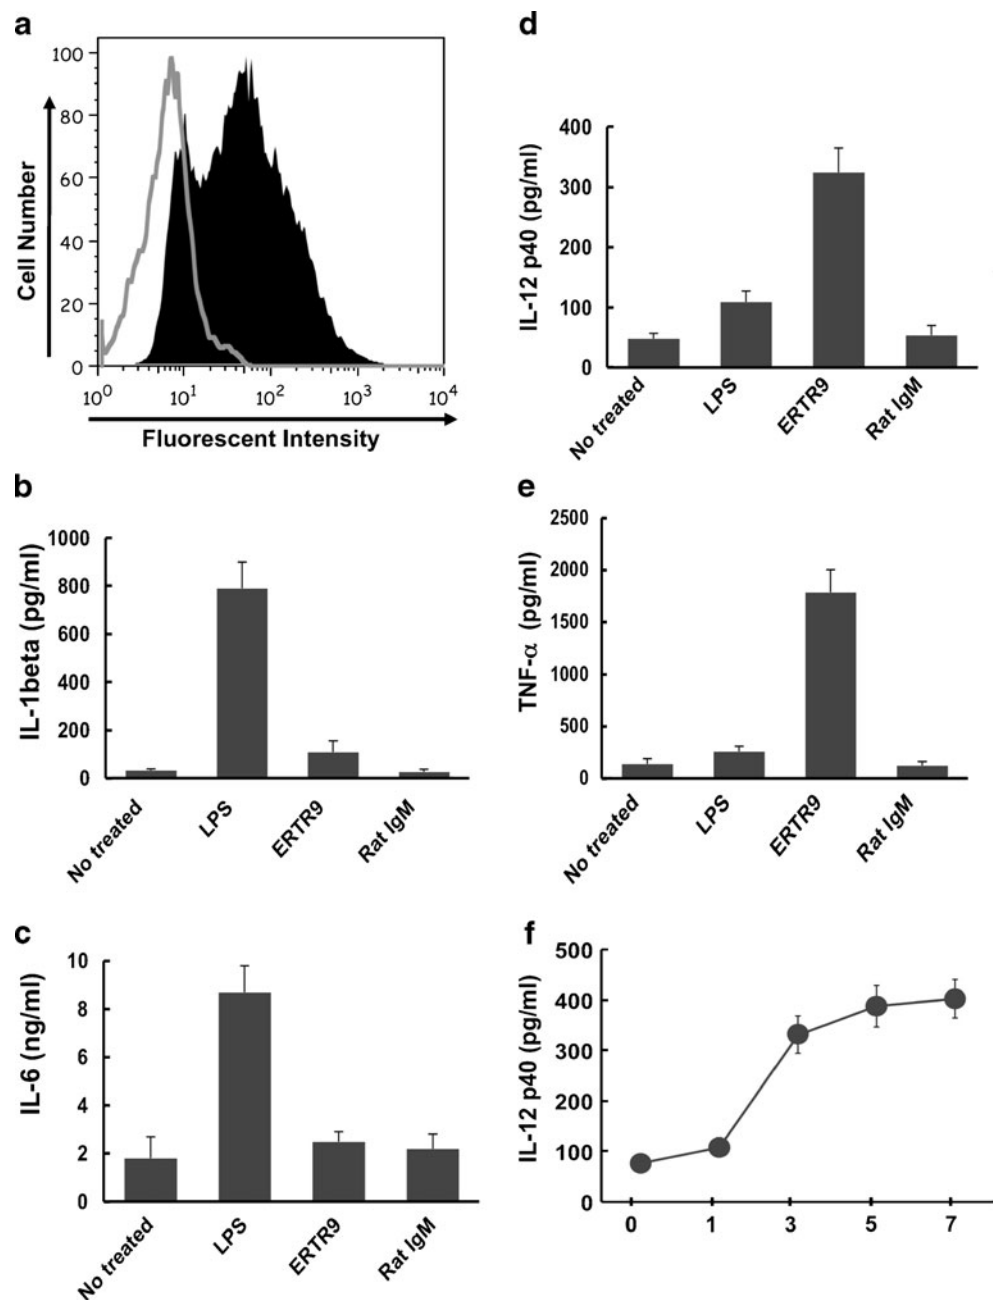 a
100
80
60
40
20
0
Cell Number
10^0 10^1 10^2 10^3 10^4
Fluorescent Intensity
b
1000
800
600
400
200
0
IL-1beta (pg/ml)
No treated LPS ERTR9 Rat IgM
c
10
8
6
4
2
0
IL-6 (ng/ml)
No treated LPS ERTR9 Rat IgM
d
400
300
200
100
0
IL-12 p40 (pg/ml)
No treated LPS ERTR9 Rat IgM
e
2500
2000
1500
1000
500
0
TNF-α (pg/ml)
No treated LPS ERTR9 Rat IgM
f
500
400
300
200
100
0
IL-12 p40 (pg/ml)
0 1 3 5 7